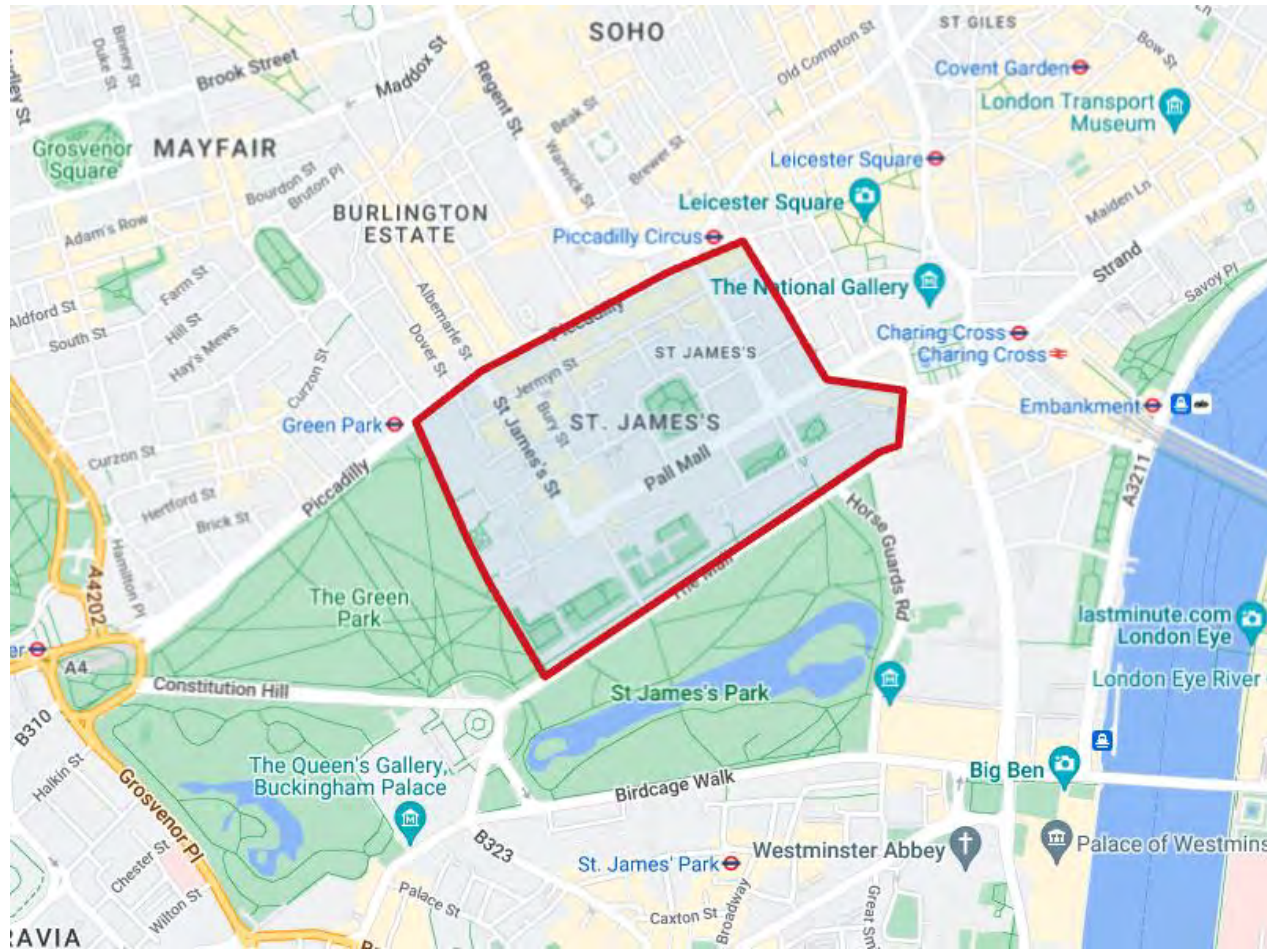 SOHO
ST GILES
Binney St
Duke St
Brook Street
Maddox St
Regent St
Old Compton St
Bow St
Covent Garden
London Transport
Museum
Beak St
Warwick St
Brewer St
Grosvenor
Square
MAYFAIR
Bourdon St
Bruton Pl
Leicester Square
Leicester Square
Maiden Ln
BURLINGTON
ESTATE
Adam's Row
Piccadilly Circus
Strand
Savoy Pl
Farm St
Aldford St
South St
Hill St
Hay's Mews
Albemarle St
Dover St
Piccadilly
The National Gallery
Charing Cross
Charing Cross
ST JAMES'S
Jermyn St
Curzon St
Green Park
St James's St
Bury St
ST. JAMES'S
Embankment
Pall Mall
Curzon St
Hertford St
Brick St
Piccadilly
A3211
Horse Guards Rd
The Mall
Hamilton Pl
A4202
The Green
Park
lastminute.com
London Eye
London Eye River
er
A4
Constitution Hill
St James's Park
B310
Halkin St
Grosvenor Pl
The Queen's Gallery,
Buckingham Palace
Birdcage Walk
Big Ben
Chester St
Wilton St
B323
St. James' Park
Westminster Abbey
Palace of Westmins
Palace St
Caxton St
Broadway
Great Smi
RAVIA